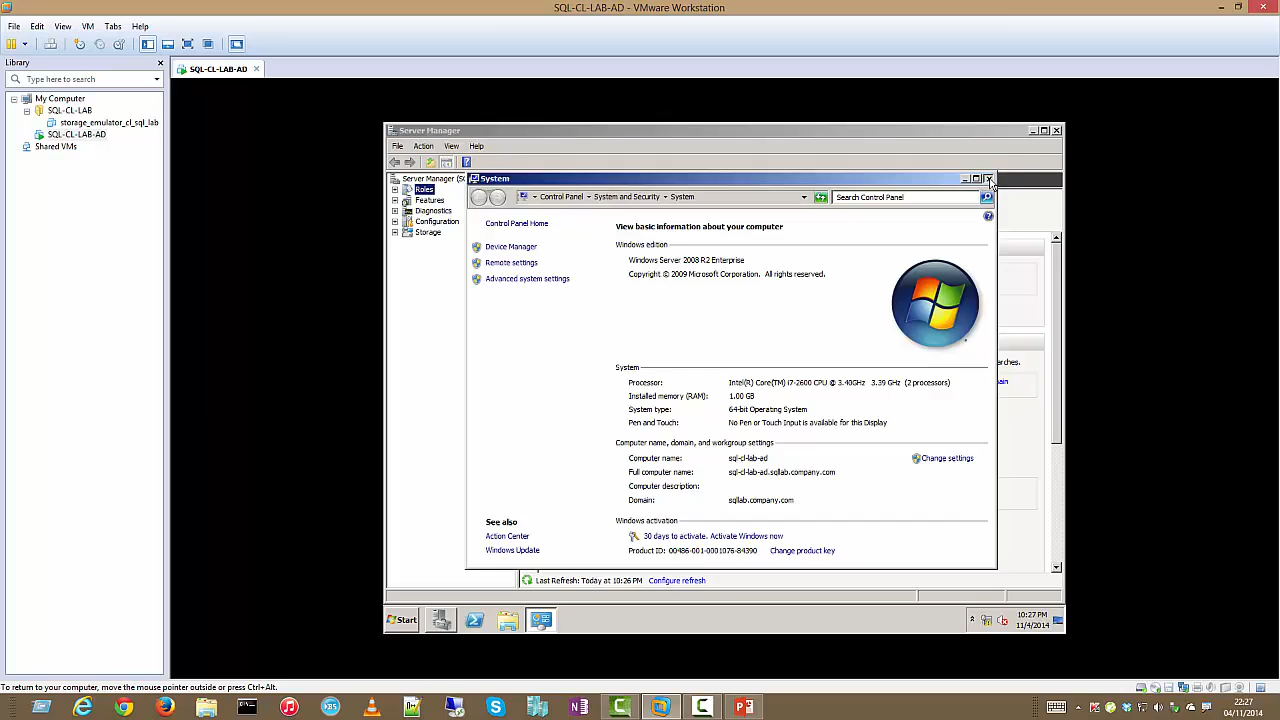 SQL-CL-LAB-AD - VMware Workstation
File Edit View VM Tabs Help
Library
SQL-CL-LAB-AD
Type here to search
My Computer
SQL-CL-LAB
storage_emulator_cl_sql_lab
SQL-CL-LAB-AD
Shared VMs
Server Manager
File Action View Help
Server Manager (SQ
Roles
Features
Diagnostics
Configuration
Storage
System
Control Panel System and Security System
Search Control Panel
Control Panel Home
Device Manager
Remote settings
Advanced system settings
View basic information about your computer
Windows edition
Windows Server 2008 R2 Enterprise
Copyright © 2009 Microsoft Corporation. All rights reserved.
System
Processor: Intel(R) Core(TM) i7-2600 CPU @ 3.40GHz 3.39 GHz (2 processors)
Installed memory (RAM): 1.00 GB
System type: 64-bit Operating System
Pen and Touch: No Pen or Touch Input is available for this Display
Computer name, domain, and workgroup settings
Computer name: sql-cl-lab-ad
Change settings
Full computer name: sql-cl-lab-ad.sqllab.company.com
Computer description:
Domain: sqllab.company.com
Windows activation
30 days to activate. Activate Windows now
Product ID: 00486-001-0001076-84390 Change product key
See also
Action Center
Windows Update
Last Refresh: Today at 10:26 PM Configure refresh
Start
10:27 PM
11/4/2014
To return to your computer, move the mouse pointer outside or press Ctrl+Alt.
22:27
04/11/2014